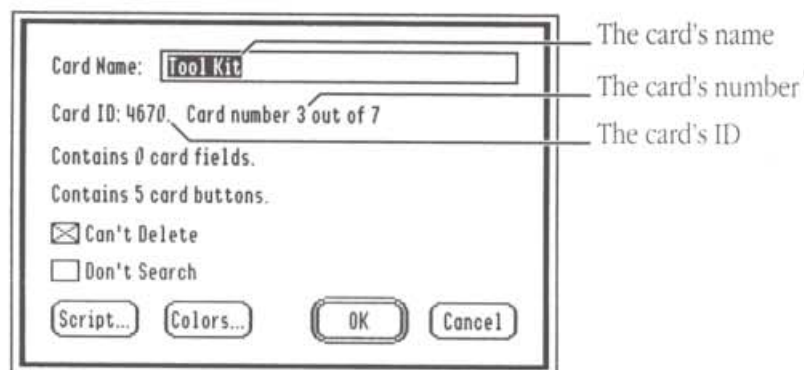 Card Name: Tool Kit
The card's name
Card ID: 4670. Card number 3 out of 7
The card's number
The card's ID
Contains 0 card fields.
Contains 5 card buttons.
Can't Delete
Don't Search
Script... Colors... OK Cancel